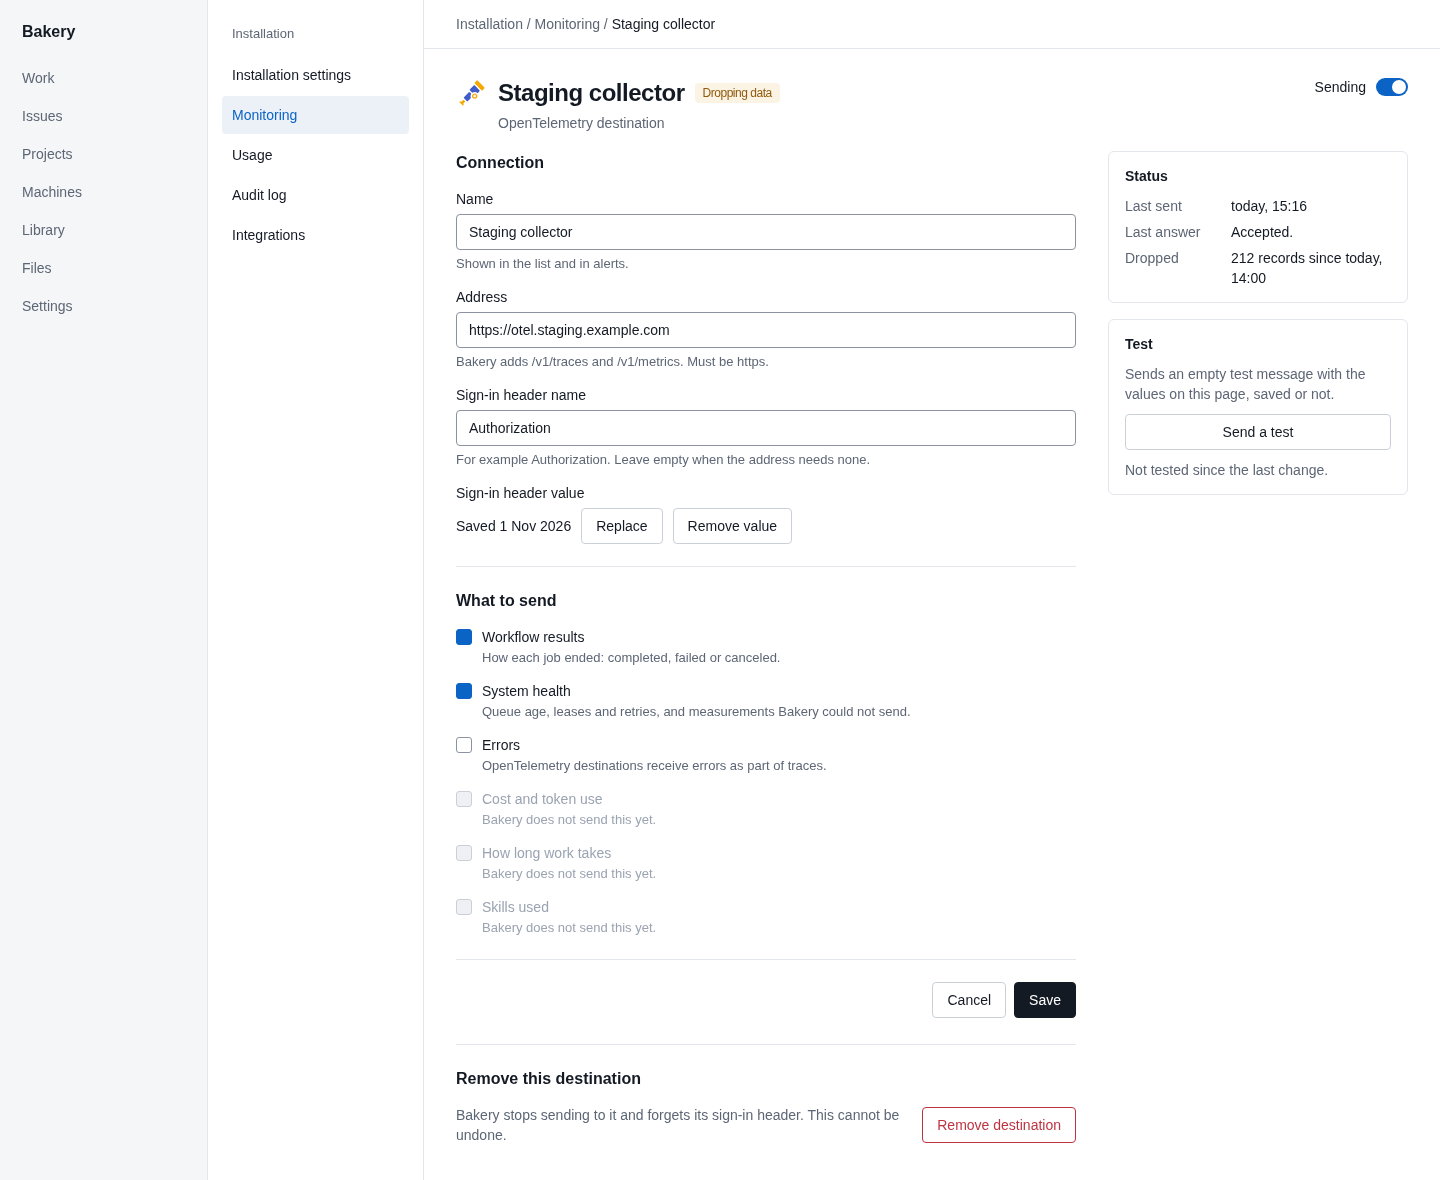 Bakery
Work
Issues
Projects
Machines
Library
Files
Settings
Installation
Installation settings
Monitoring
Usage
Audit log
Integrations
Installation / Monitoring / Staging collector
Staging collector
Dropping data
OpenTelemetry destination
Sending
Connection
Name
Staging collector
Shown in the list and in alerts.
Address
https://otel.staging.example.com
Bakery adds /v1/traces and /v1/metrics. Must be https.
Sign-in header name
Authorization
For example Authorization. Leave empty when the address needs none.
Sign-in header value
Saved 1 Nov 2026
Replace
Remove value
What to send
Workflow results
How each job ended: completed, failed or canceled.
System health
Queue age, leases and retries, and measurements Bakery could not send.
Errors
OpenTelemetry destinations receive errors as part of traces.
Cost and token use
Bakery does not send this yet.
How long work takes
Bakery does not send this yet.
Skills used
Bakery does not send this yet.
Cancel
Save
Remove this destination
Bakery stops sending to it and forgets its sign-in header. This cannot be
undone.
Remove destination
Status
Last sent today, 15:16
Last answer Accepted.
Dropped 212 records since today,
14:00
Test
Sends an empty test message with the
values on this page, saved or not.
Send a test
Not tested since the last change.